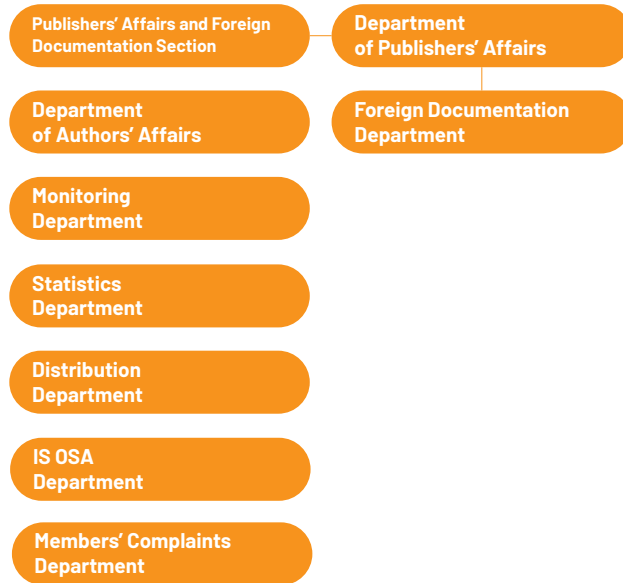 Publishers’ Affairs and Foreign
Documentation Section
Department
of Publishers’ Affairs
Department
of Authors’ Affairs
Foreign Documentation
Department
Monitoring
Department
Statistics
Department
Distribution
Department
IS OSA
Department
Members’ Complaints
Department